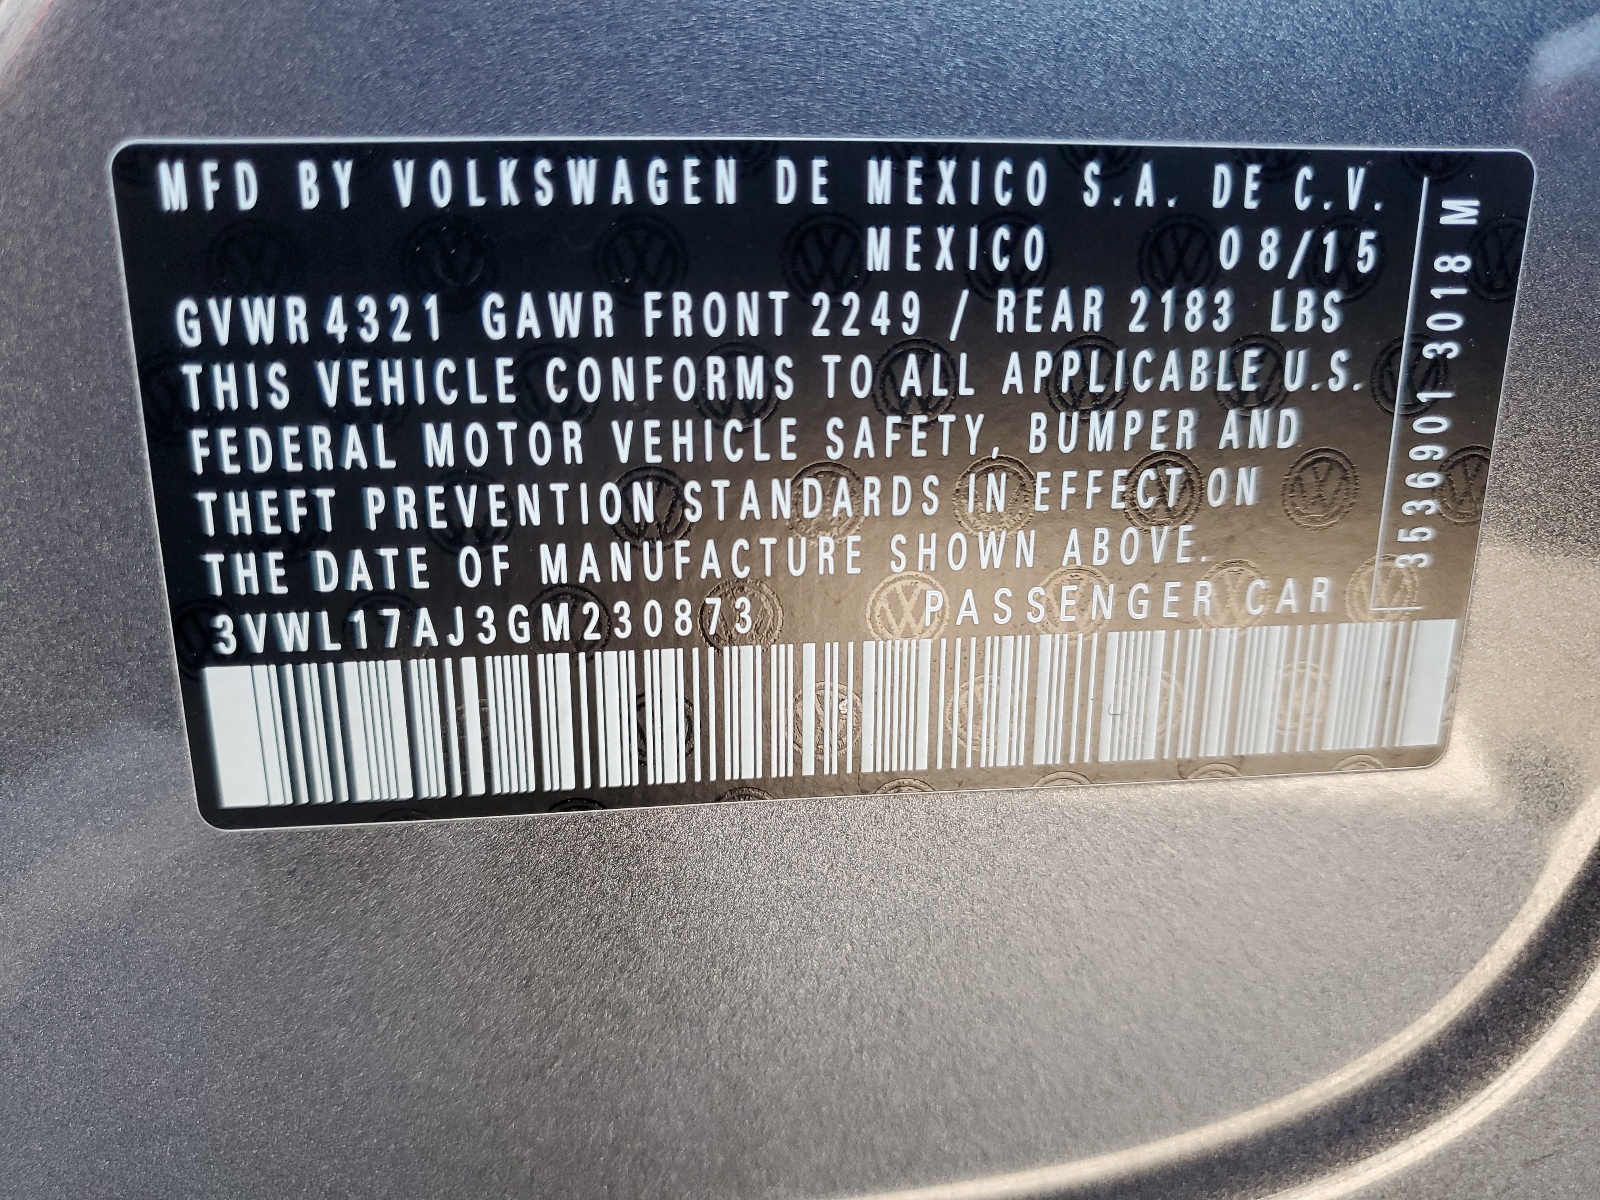 MFD BY VOLKSWAGEN DE MEXICO S.A. DE C.V.
MEXICO 08/15
GVWR 4321 GAWR FRONT 2249 / REAR 2183 LBS
THIS VEHICLE CONFORMS TO ALL APPLICABLE U.S.
FEDERAL MOTOR VEHICLE SAFETY, BUMPER AND
THEFT PREVENTION STANDARDS IN EFFECT ON
THE DATE OF MANUFACTURE SHOWN ABOVE.
3VWL17AJ3GM230873 PASSENGER CAR
3536901 3018 M